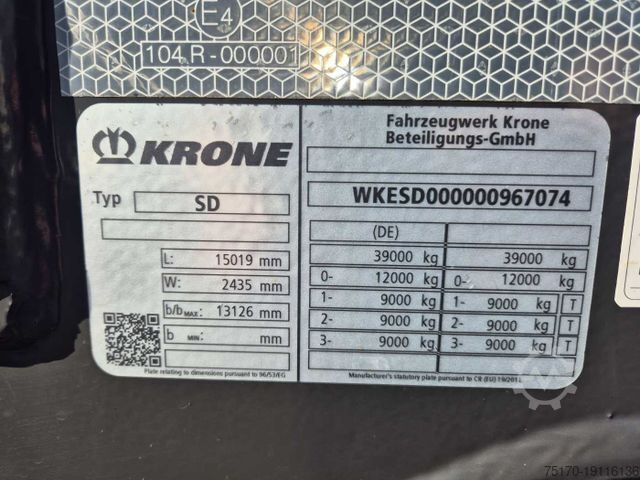 E4
104 R-000001
KRONE
Typ SD
L: 15019 mm
W: 2435 mm
b/b MAX: 13126 mm
b MIN: mm
Plate relating to dimensions pursuant to 96/53/EG
Fahrzeugwerk Krone
Beteiligungs-GmbH
WKESD000000967074
(DE)
39000 kg 39000 kg
0- 12000 kg 0- 12000 kg
1- 9000 kg 1- 9000 kg T
2- 9000 kg 2- 9000 kg T
3- 9000 kg 3- 9000 kg T
Manufacturer's statutory plate pursuant to CR (EU) 19/2011
75170-19116136